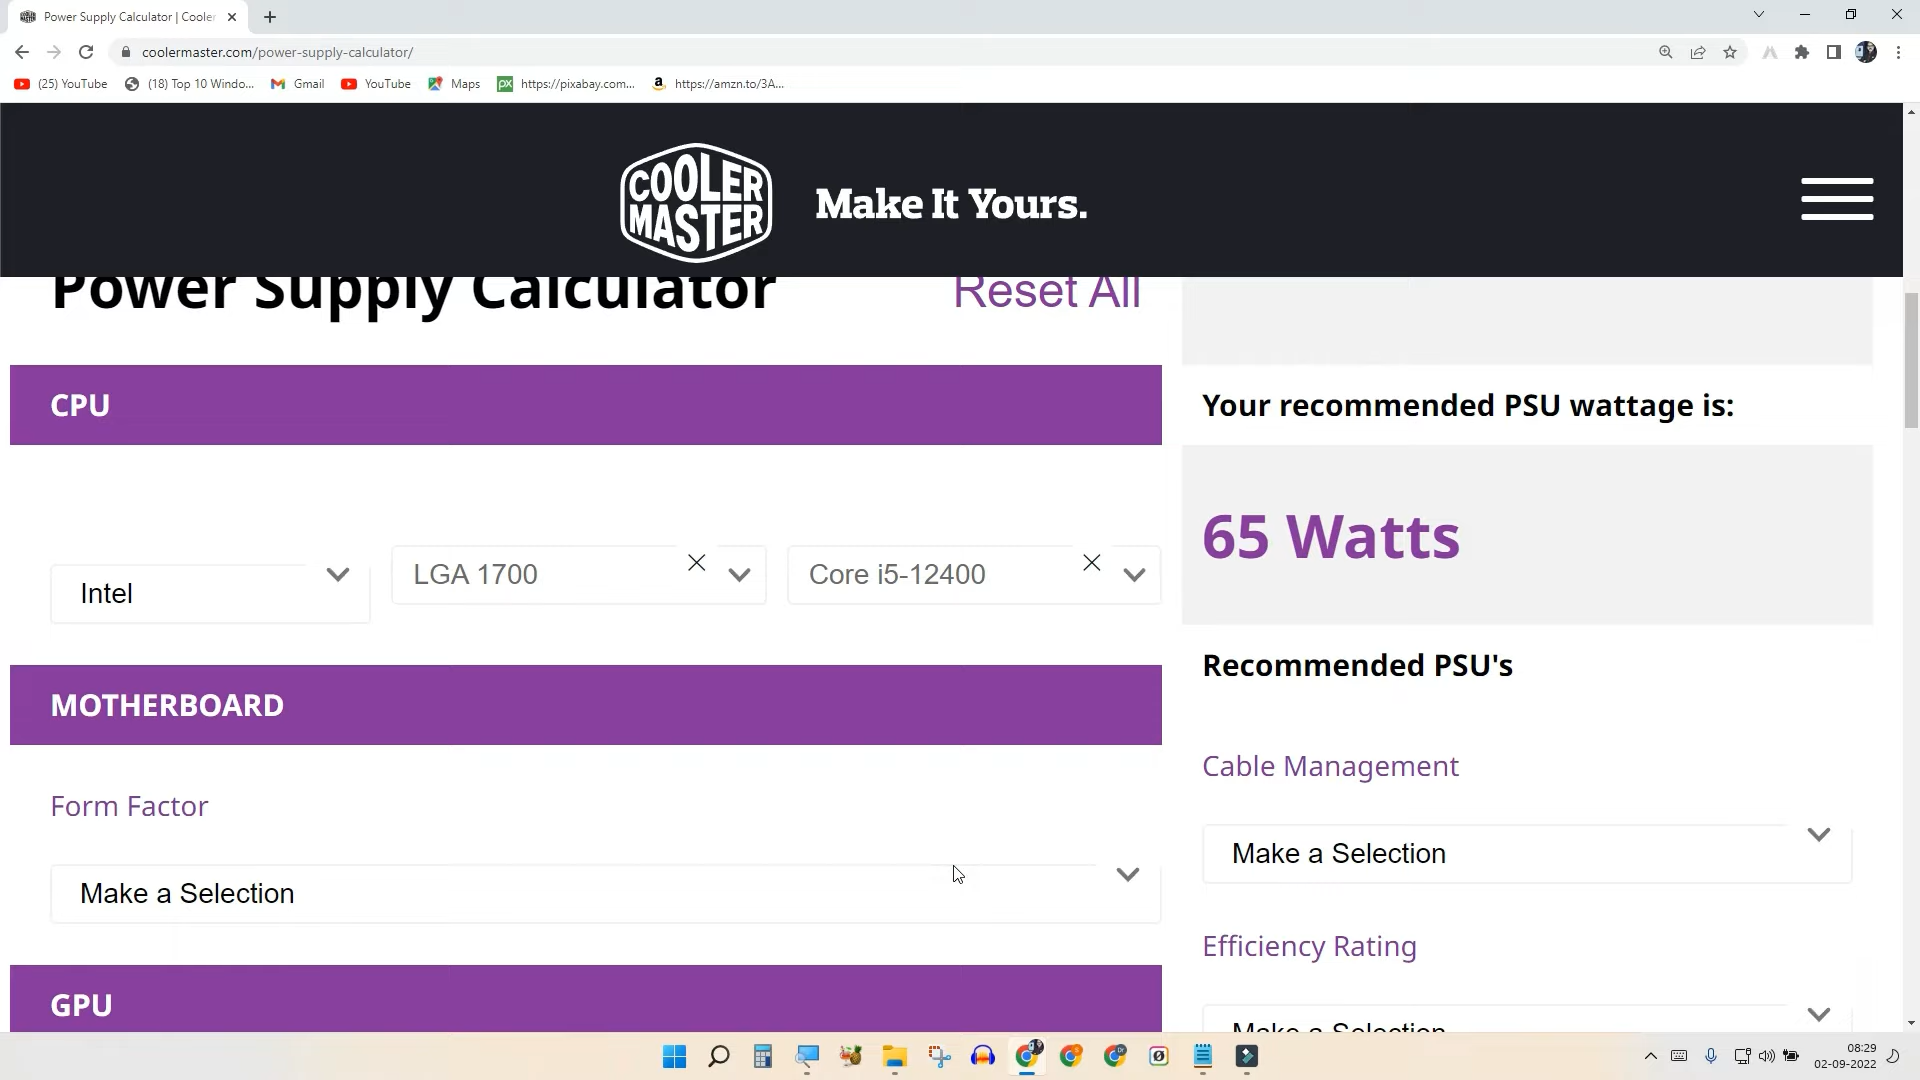 Power Supply Calculator | Cooler
coolermaster.com/power-supply-calculator/
(25) YouTube
(18) Top 10 Windo...
Gmail
YouTube
Maps
px
https://pixabay.com...
https://amzn.to/3A...
COOLER MASTER
Make It Yours.
Power Supply Calculator
Reset All
CPU
Your recommended PSU wattage is:
65 Watts
Intel
LGA 1700
Core i5-12400
Recommended PSU's
MOTHERBOARD
Cable Management
Form Factor
Make a Selection
Make a Selection
Efficiency Rating
GPU
Make a Selection
08:29
02-09-2022